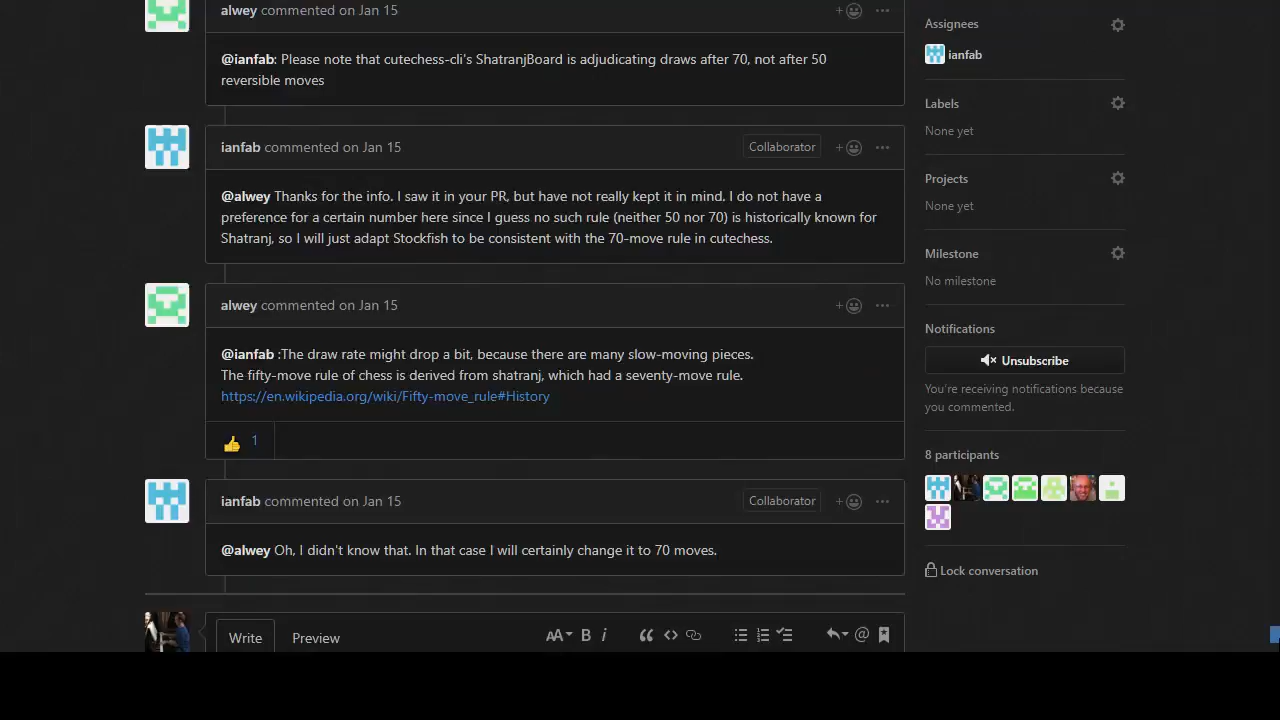 alwey commented on Jan 15
@ianfab: Please note that cutechess-cli's ShatranjBoard is adjudicating draws after 70, not after 50
reversible moves
ianfab commented on Jan 15
Collaborator
@alwey Thanks for the info. I saw it in your PR, but have not really kept it in mind. I do not have a
preference for a certain number here since I guess no such rule (neither 50 nor 70) is historically known for
Shatranj, so I will just adapt Stockfish to be consistent with the 70-move rule in cutechess.
alwey commented on Jan 15
@ianfab :The draw rate might drop a bit, because there are many slow-moving pieces.
The fifty-move rule of chess is derived from shatranj, which had a seventy-move rule.
https://en.wikipedia.org/wiki/Fifty-move_rule#History
1
ianfab commented on Jan 15
Collaborator
@alwey Oh, I didn't know that. In that case I will certainly change it to 70 moves.
Write
Preview
AA B i
Assignees
ianfab
Labels
None yet
Projects
None yet
Milestone
No milestone
Notifications
Unsubscribe
You're receiving notifications because
you commented.
8 participants
Lock conversation